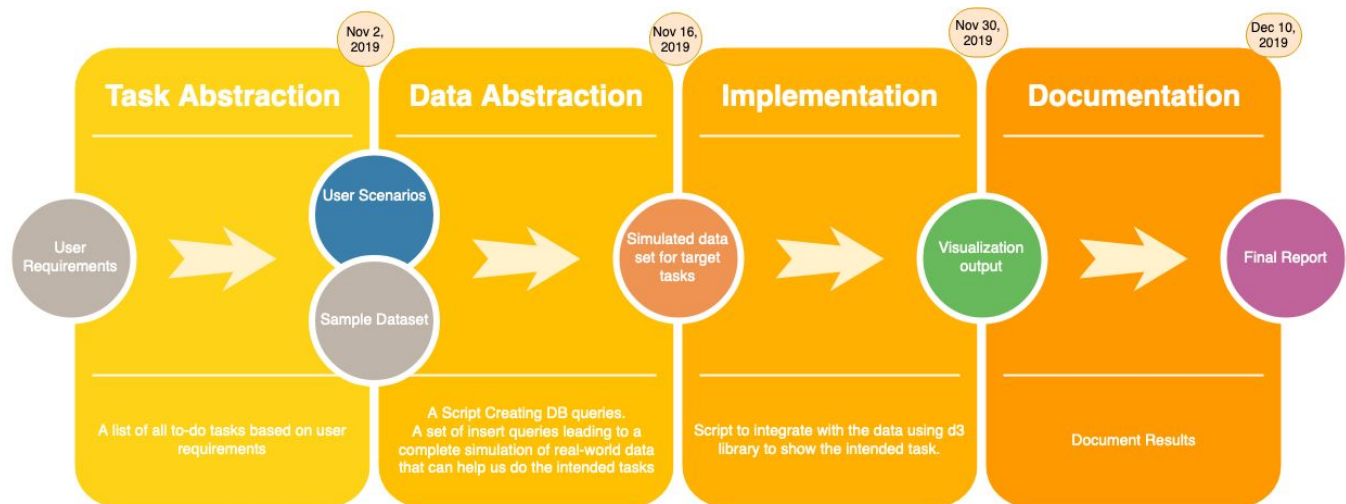 Nov 2,
2019
Nov 16,
2019
Nov 30,
2019
Dec 10,
2019
Task Abstraction
Data Abstraction
Implementation
Documentation
User
Requirements
User Scenarios
Sample Dataset
Simulated data
set for target
tasks
Visualization
output
Final Report
A list of all to-do tasks based on user
requirements
A Script Creating DB queries.
A set of insert queries leading to a
complete simulation of real-world data
that can help us do the intended tasks
Script to integrate with the data using d3
library to show the intended task.
Document Results